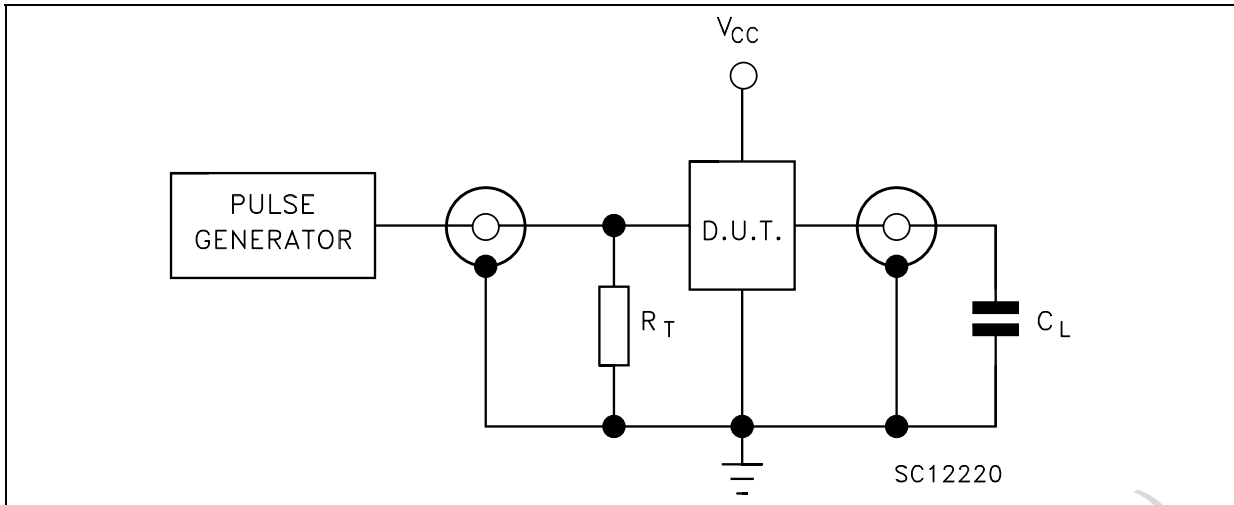 VCC
PULSE
GENERATOR
D.U.T.
RT
CL
SC12220